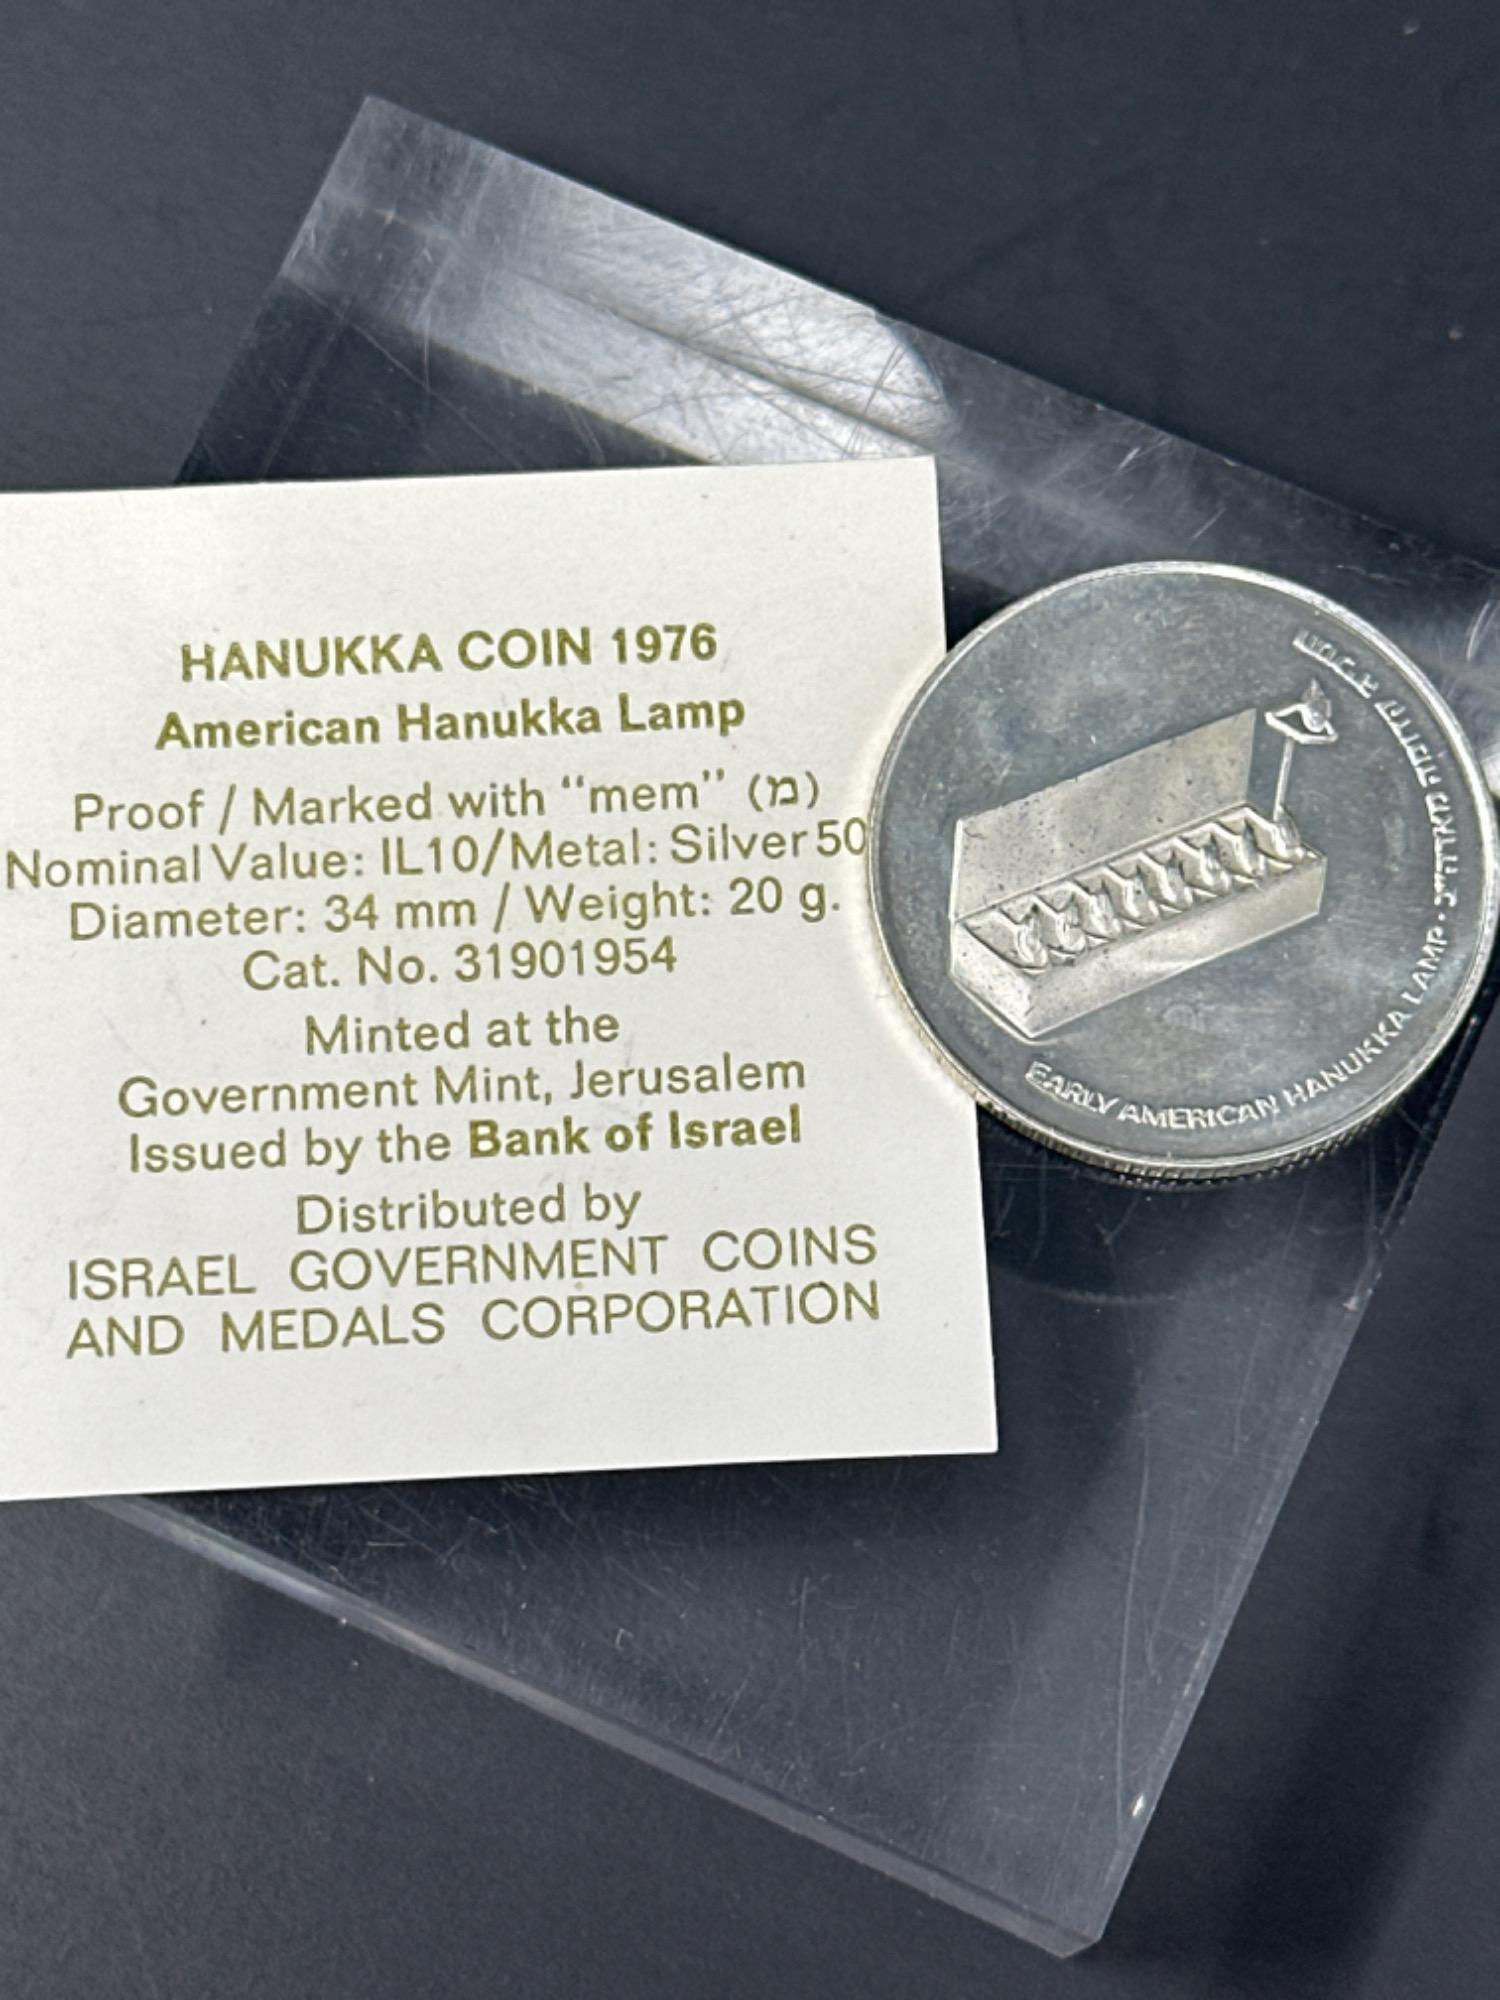 HANUKKA COIN 1976
American Hanukka Lamp
Proof / Marked with “mem” (מ)
Nominal Value: IL10/Metal: Silver 50
Diameter: 34 mm / Weight: 20 g.
Cat. No. 31901954
Minted at the
Government Mint, Jerusalem
Issued by the Bank of Israel
Distributed by
ISRAEL GOVERNMENT COINS
AND MEDALS CORPORATION
EARLY AMERICAN HANUKKA LAMP •